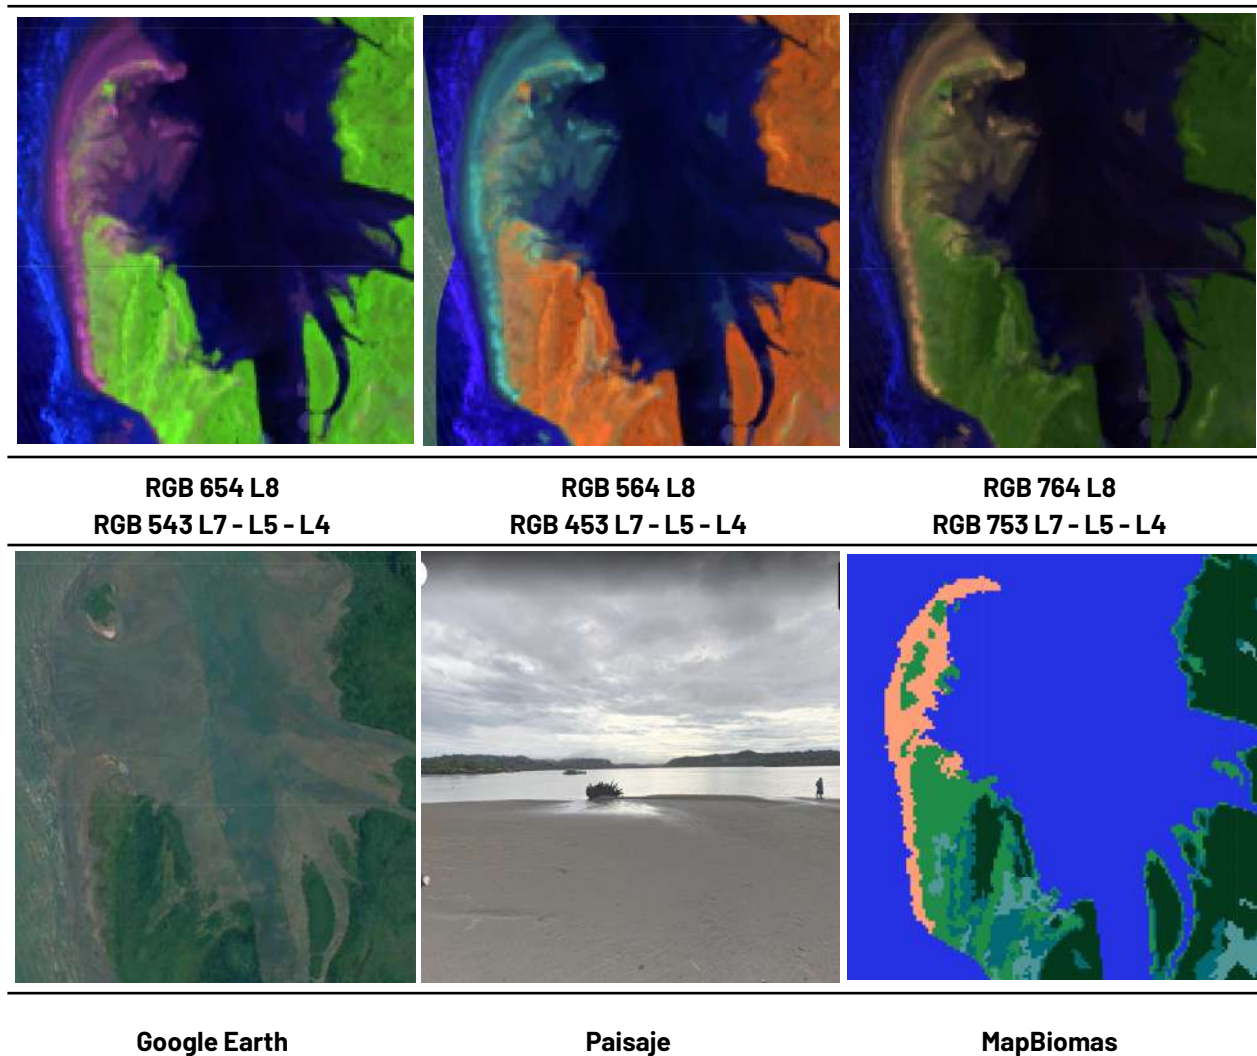 RGB 654 L8
RGB 564 L8
RGB 764 L8
RGB 543 L7 - L5 - L4
RGB 453 L7 - L5 - L4
RGB 753 L7 - L5 - L4
Google Earth
Paisaje
MapBiomas